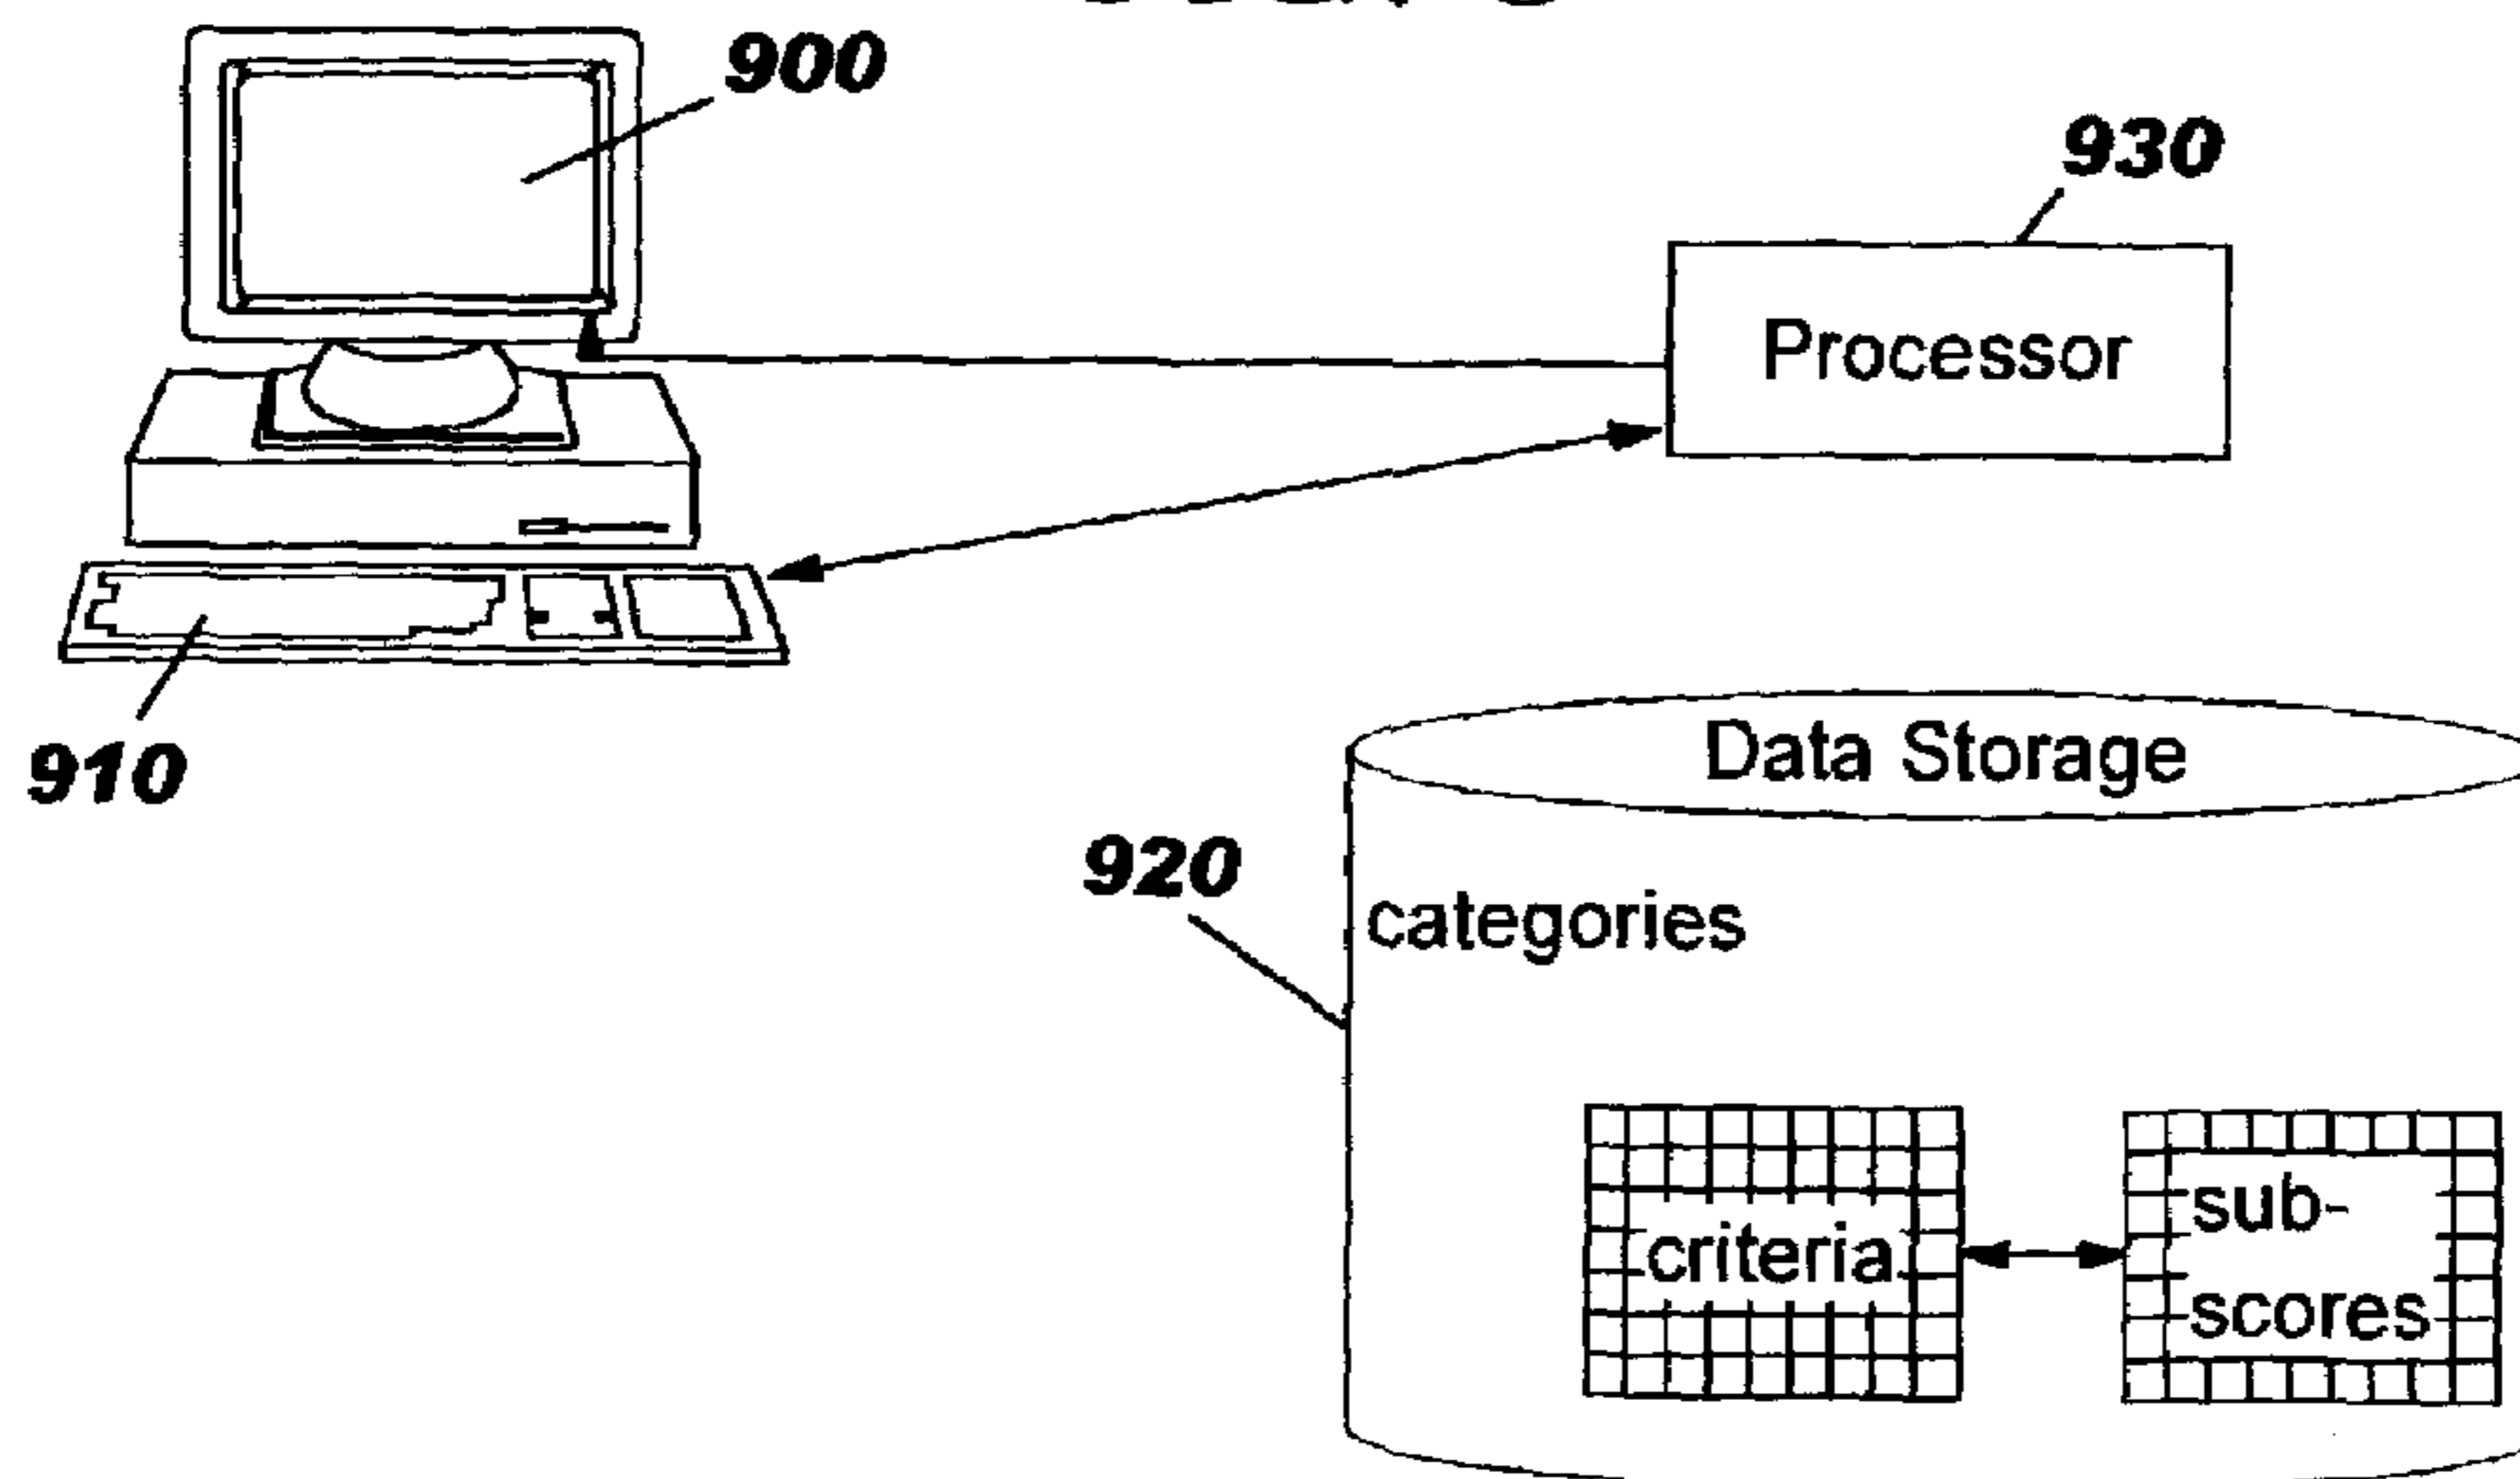 900
930
Processor
910
Data Storage
920
categories
criteria
sub-
scores